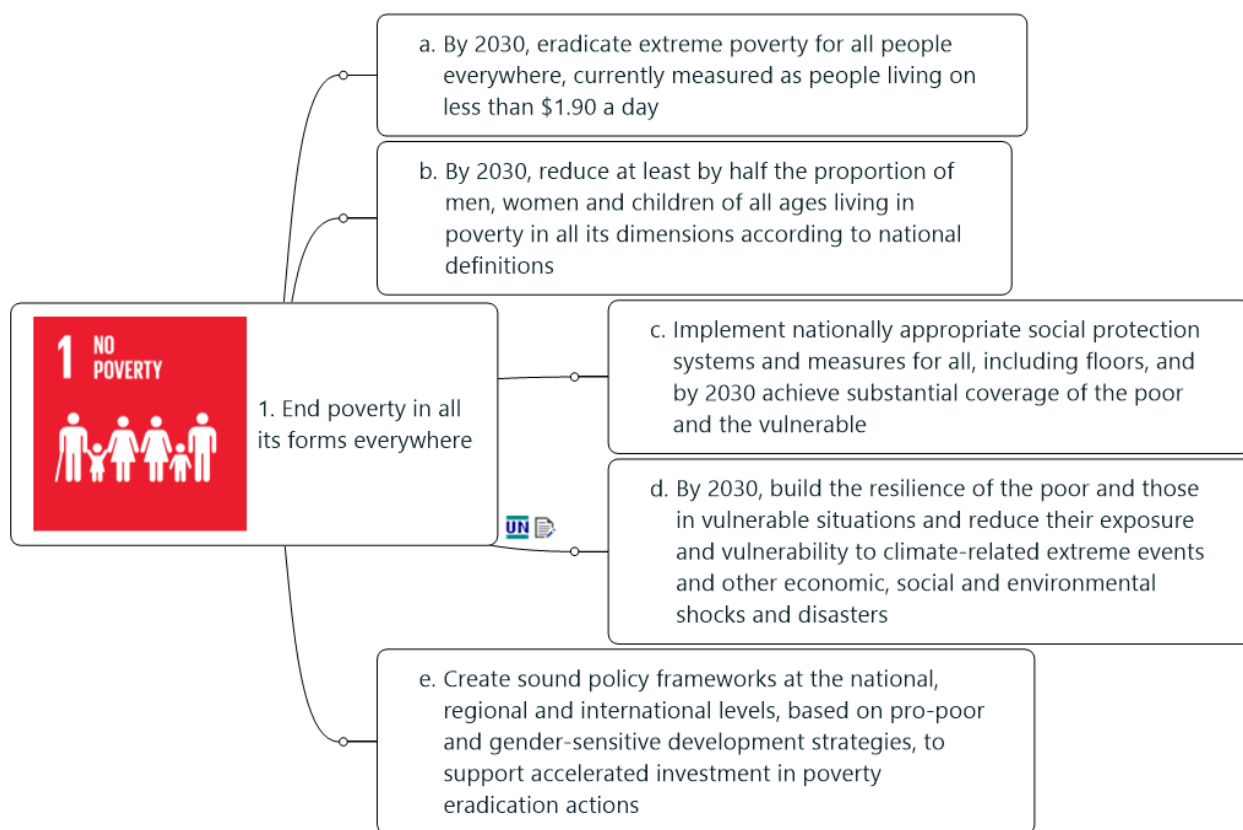 a. By 2030, eradicate extreme poverty for all people
everywhere, currently measured as people living on
less than $1.90 a day
b. By 2030, reduce at least by half the proportion of
men, women and children of all ages living in
poverty in all its dimensions according to national
definitions
1 NO
POVERTY
1. End poverty in all
its forms everywhere
UN
c. Implement nationally appropriate social protection
systems and measures for all, including floors, and
by 2030 achieve substantial coverage of the poor
and the vulnerable
d. By 2030, build the resilience of the poor and those
in vulnerable situations and reduce their exposure
and vulnerability to climate-related extreme events
and other economic, social and environmental
shocks and disasters
e. Create sound policy frameworks at the national,
regional and international levels, based on pro-poor
and gender-sensitive development strategies, to
support accelerated investment in poverty
eradication actions